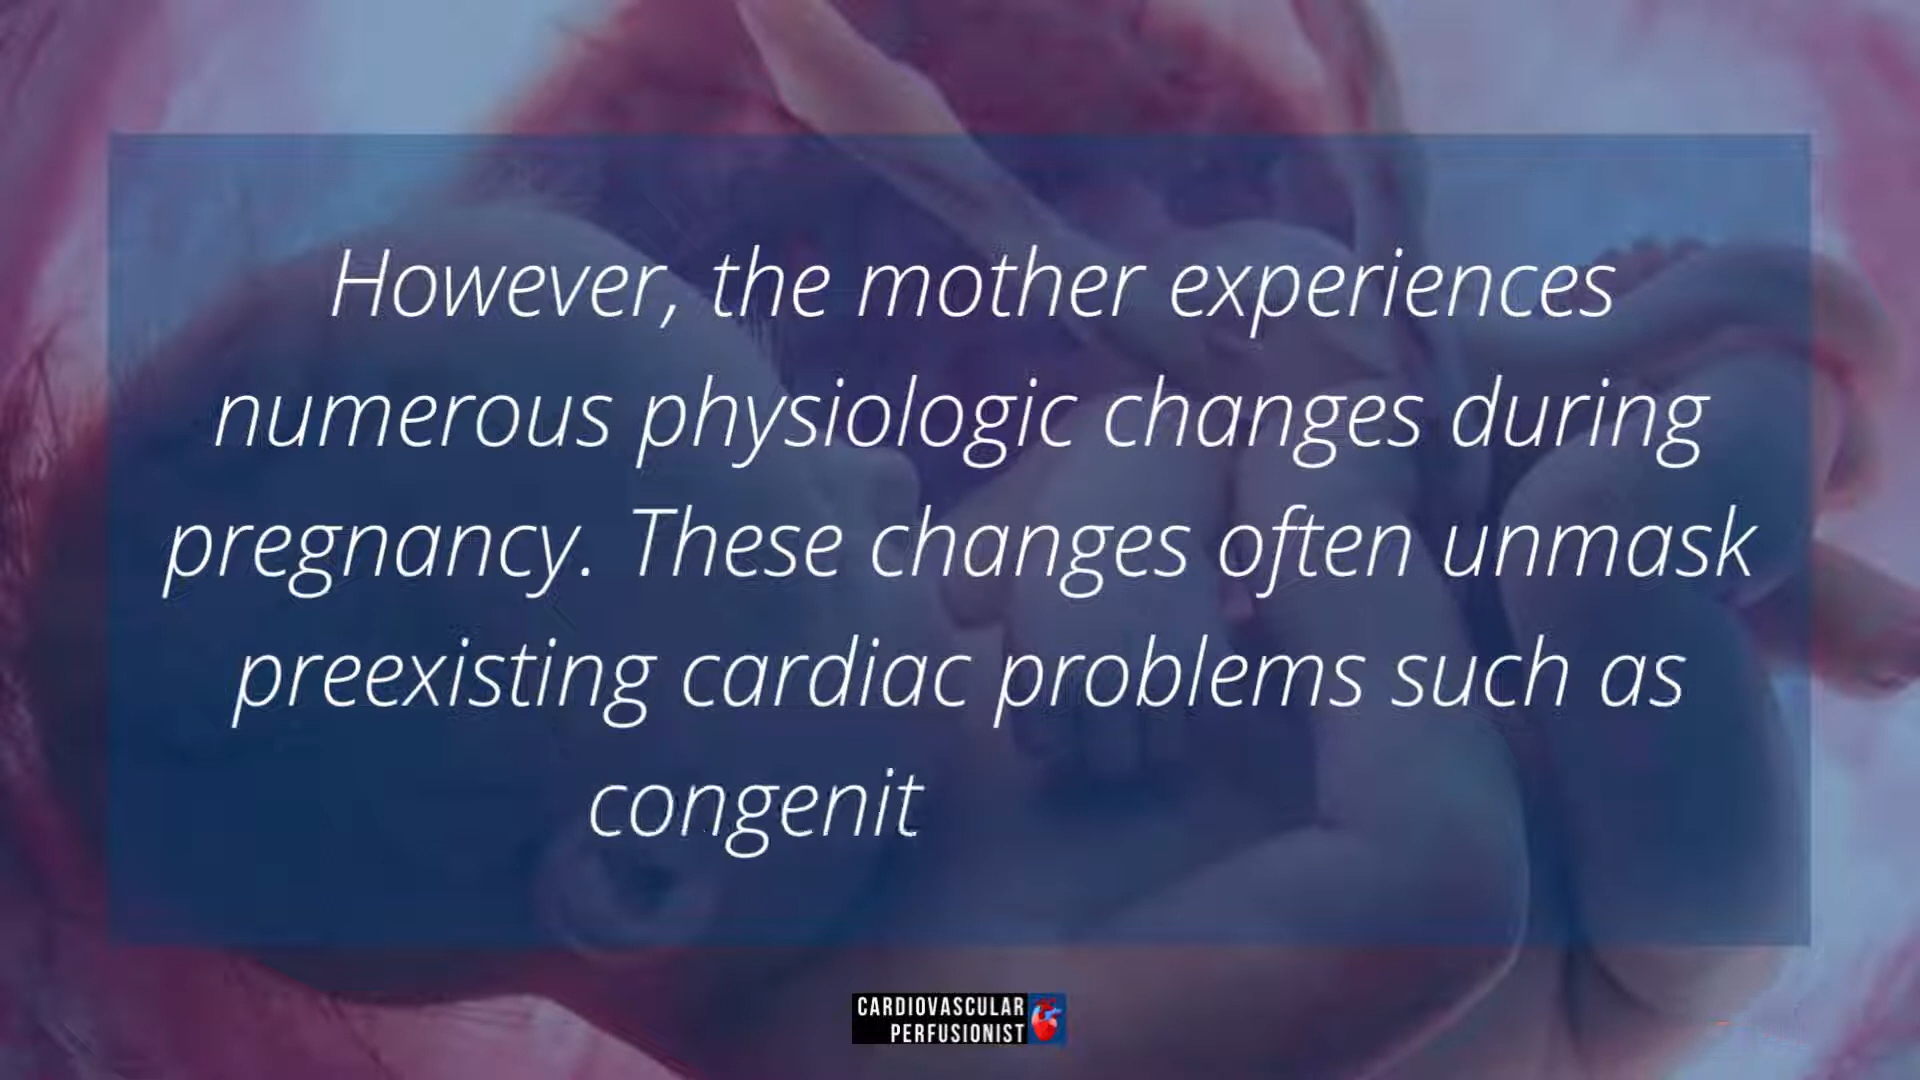 However, the mother experiences
numerous physiologic changes during
pregnancy. These changes often unmask
preexisting cardiac problems such as
congenit
CARDIOVASCULAR
PERFUSIONIST